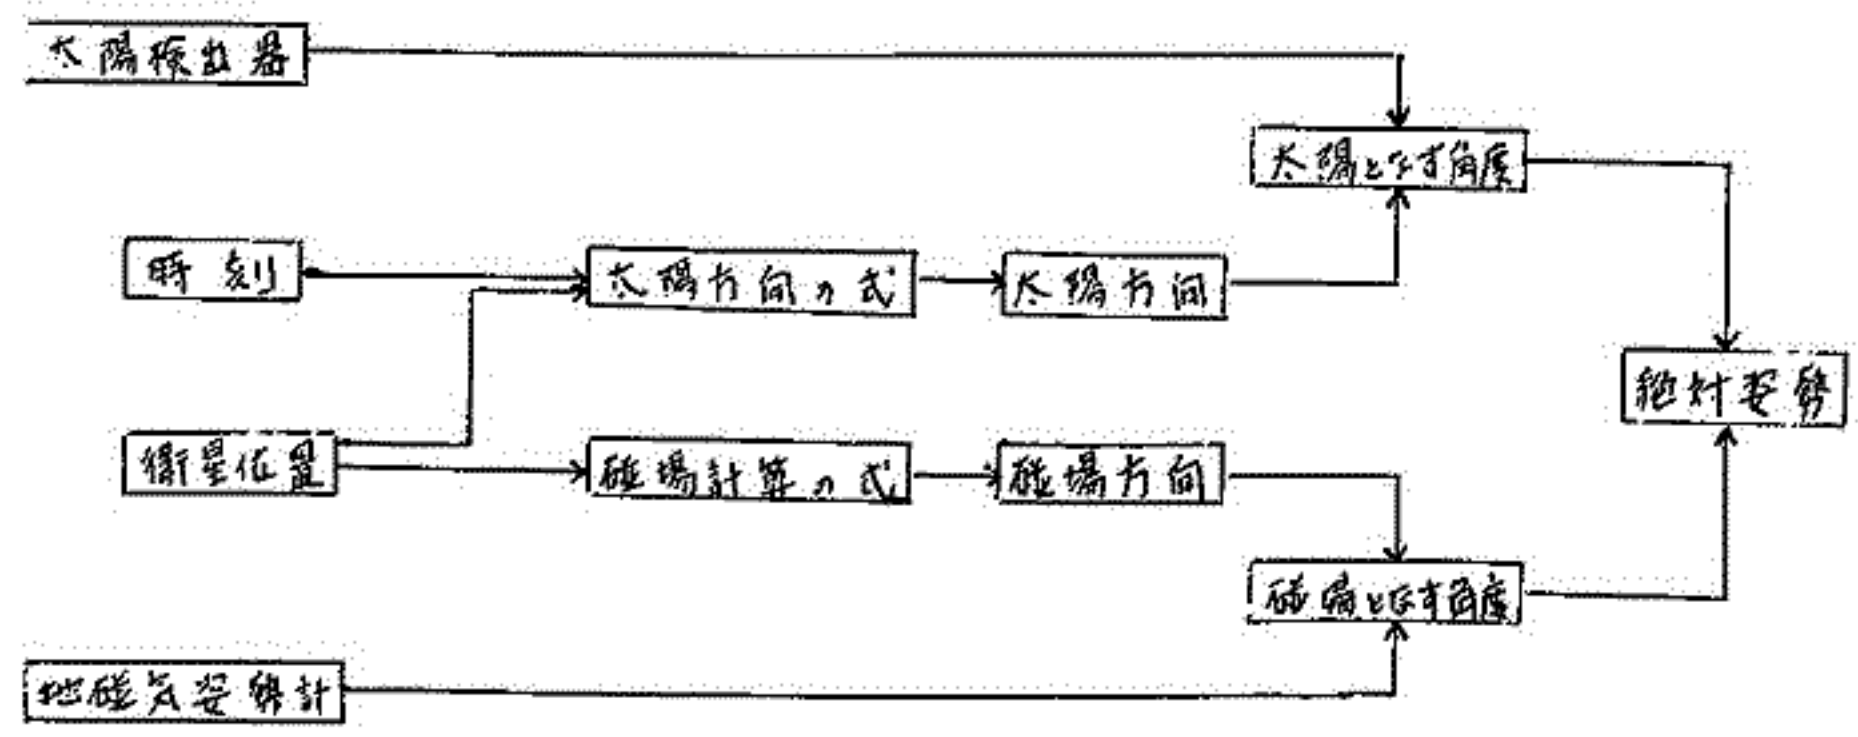 太陽検出器
太陽となす角度
時刻
太陽方向の式
太陽方向
絶対姿勢
衛星位置
磁場計算の式
磁場方向
磁場となす角度
地磁気姿勢計